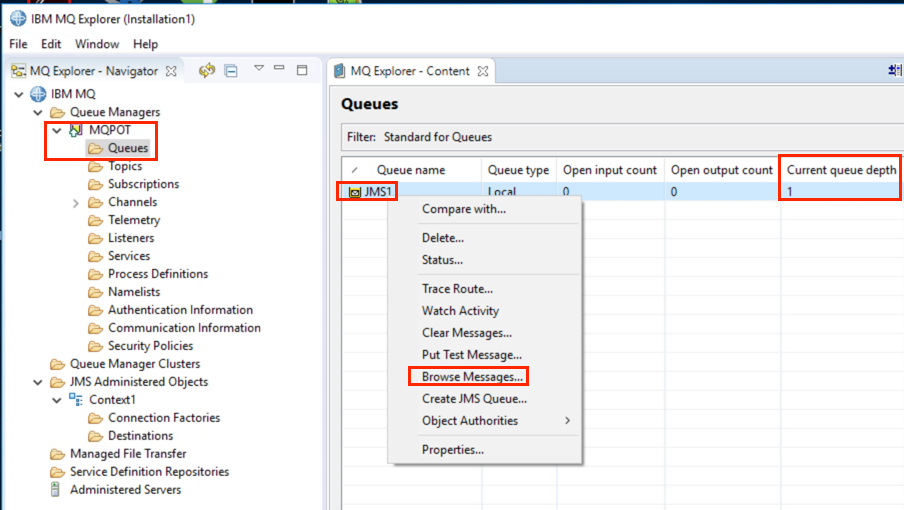 IBM MQ Explorer (Installation1)
File Edit Window Help
MQ Explorer - Navigator
IBM MQ
Queue Managers
MQPOT
Queues
Topics
Subscriptions
Channels
Telemetry
Listeners
Services
Process Definitions
Namelists
Authentication Information
Communication Information
Security Policies
Queue Manager Clusters
JMS Administered Objects
Context1
Connection Factories
Destinations
Managed File Transfer
Service Definition Repositories
Administered Servers
MQ Explorer - Content
Queues
Filter: Standard for Queues
Queue name Queue type Open input count Open output count Current queue depth
JMS1 Local 0 0 1
Compare with...
Delete...
Status...
Trace Route...
Watch Activity
Clear Messages...
Put Test Message...
Browse Messages...
Create JMS Queue...
Object Authorities
Properties...